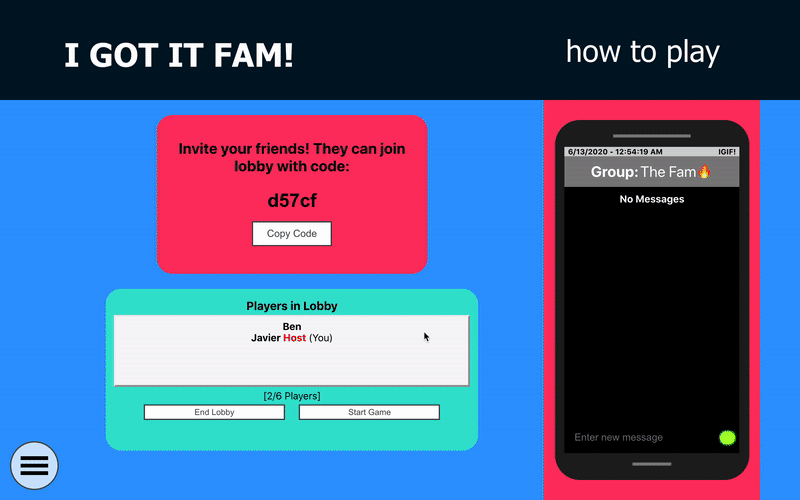 I GOT IT FAM!
how to play
Invite your friends! They can join
lobby with code:
d57cf
Copy Code
Players in Lobby
Ben
Javier Host (You)
[2/6 Players]
End Lobby
Start Game
6/13/2020 - 12:54:19 AM
IGIF!
Group: The Fam🔥
No Messages
Enter new message